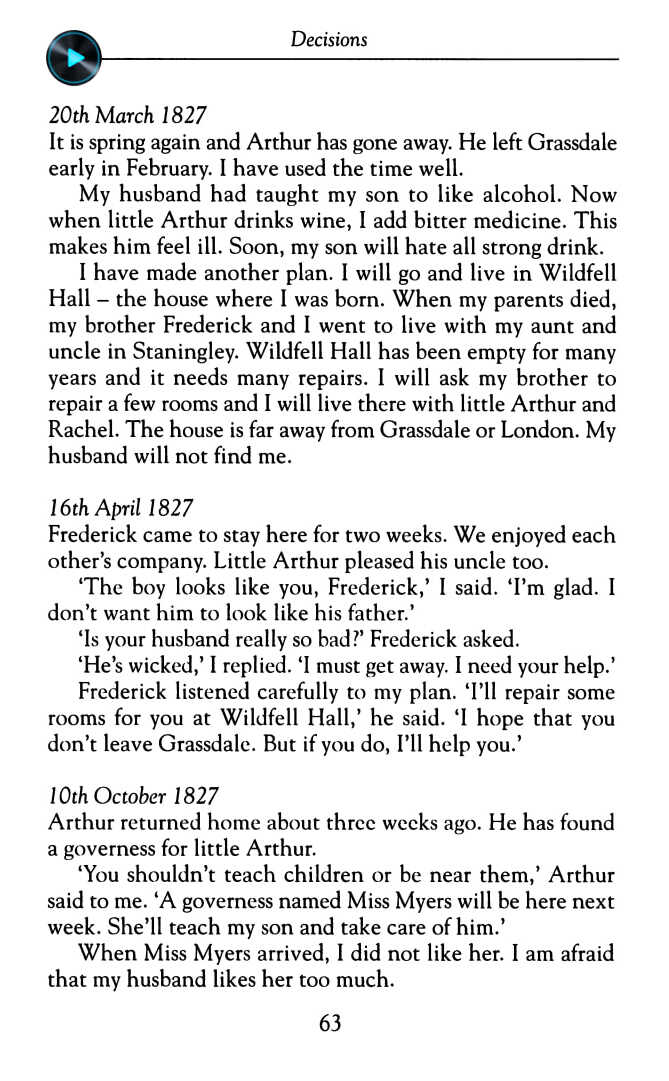 Decisions
20th March 1827
It is spring again and Arthur has gone away. He left Grassdale
early in February. I have used the time well.
My husband had taught my son to like alcohol. Now
when little Arthur drinks wine, I add bitter medicine. This
makes him feel ill. Soon, my son will hate all strong drink.
I have made another plan. I will go and live in Wildfell
Hall – the house where I was born. When my parents died,
my brother Frederick and I went to live with my aunt and
uncle in Staningley. Wildfell Hall has been empty for many
years and it needs many repairs. I will ask my brother to
repair a few rooms and I will live there with little Arthur and
Rachel. The house is far away from Grassdale or London. My
husband will not find me.
16th April 1827
Frederick came to stay here for two weeks. We enjoyed each
other's company. Little Arthur pleased his uncle too.
‘The boy looks like you, Frederick,’ I said. ‘I'm glad. I
don't want him to look like his father.’
‘Is your husband really so bad?’ Frederick asked.
‘He's wicked,’ I replied. ‘I must get away. I need your help.’
Frederick listened carefully to my plan. ‘I'll repair some
rooms for you at Wildfell Hall,’ he said. ‘I hope that you
don't leave Grassdale. But if you do, I'll help you.’
10th October 1827
Arthur returned home about three weeks ago. He has found
a governess for little Arthur.
‘You shouldn't teach children or be near them,’ Arthur
said to me. ‘A governess named Miss Myers will be here next
week. She'll teach my son and take care of him.’
When Miss Myers arrived, I did not like her. I am afraid
that my husband likes her too much.
63